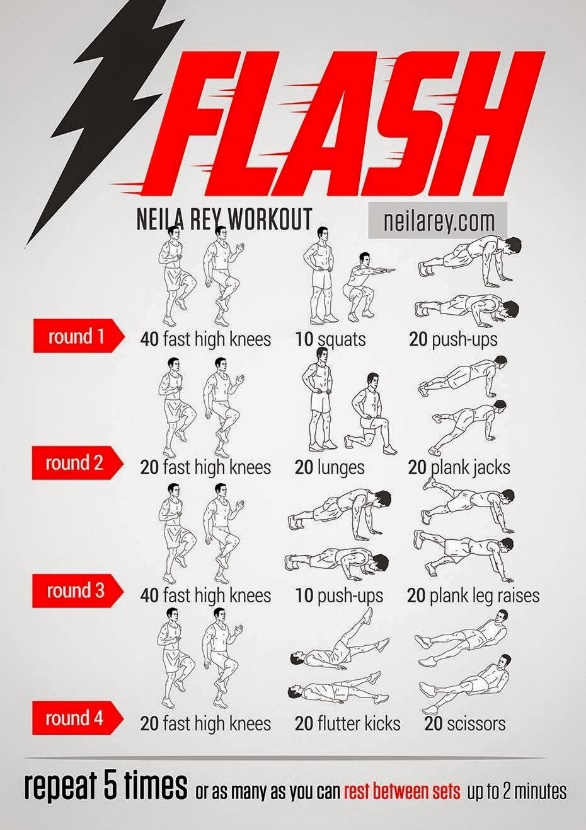 FLASH
NEILA REY WORKOUT
neilarey.com
round 1
40 fast high knees
10 squats
20 push-ups
round 2
20 fast high knees
20 lunges
20 plank jacks
round 3
40 fast high knees
10 push-ups
20 plank leg raises
round 4
20 fast high knees
20 flutter kicks
20 scissors
repeat 5 times or as many as you can rest between sets up to 2 minutes